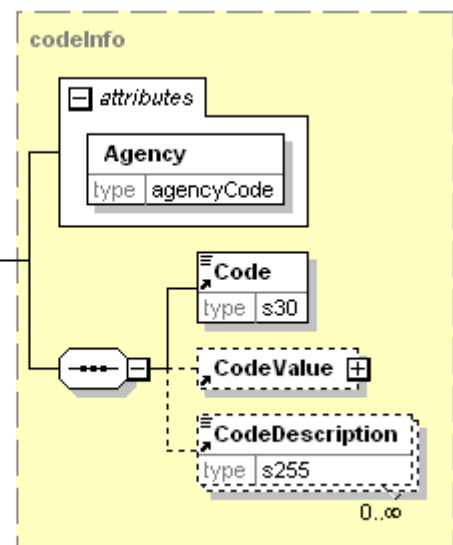 codeInfo
attributes
Agency
type agencyCode
Code
type s30
CodeValue
CodeDescription
type s255
0..∞